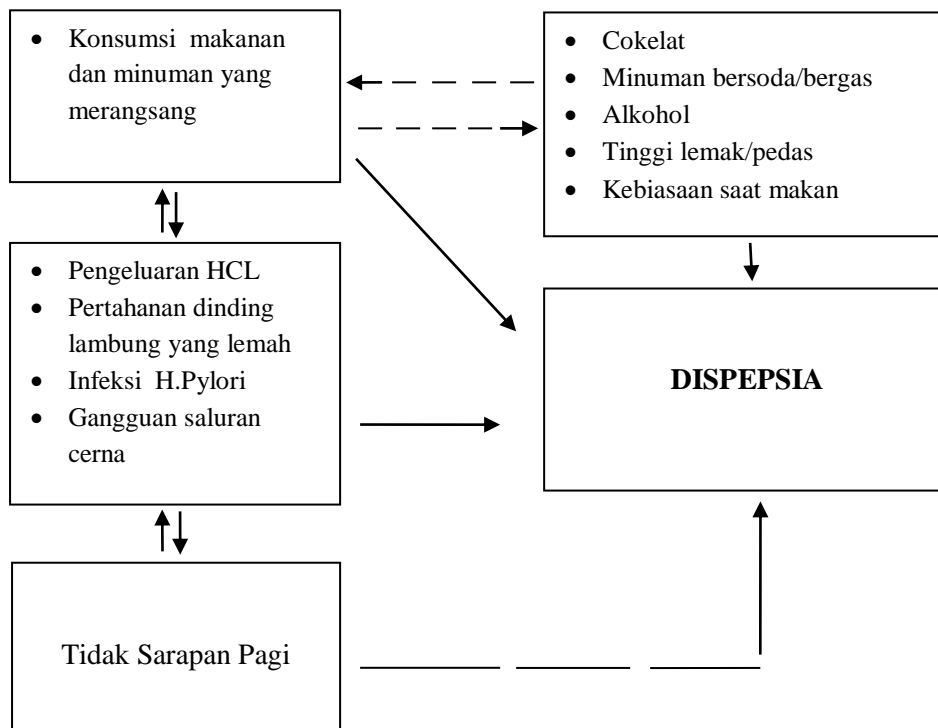 • Konsumsi makanan
dan minuman yang
merangsang
• Cokelat
• Minuman bersoda/bergas
• Alkohol
• Tinggi lemak/pedas
• Kebiasaan saat makan
• Pengeluaran HCL
• Pertahanan dinding
lambung yang lemah
• Infeksi H.Pylori
• Gangguan saluran
cerna
DISPEPSIA
Tidak Sarapan Pagi